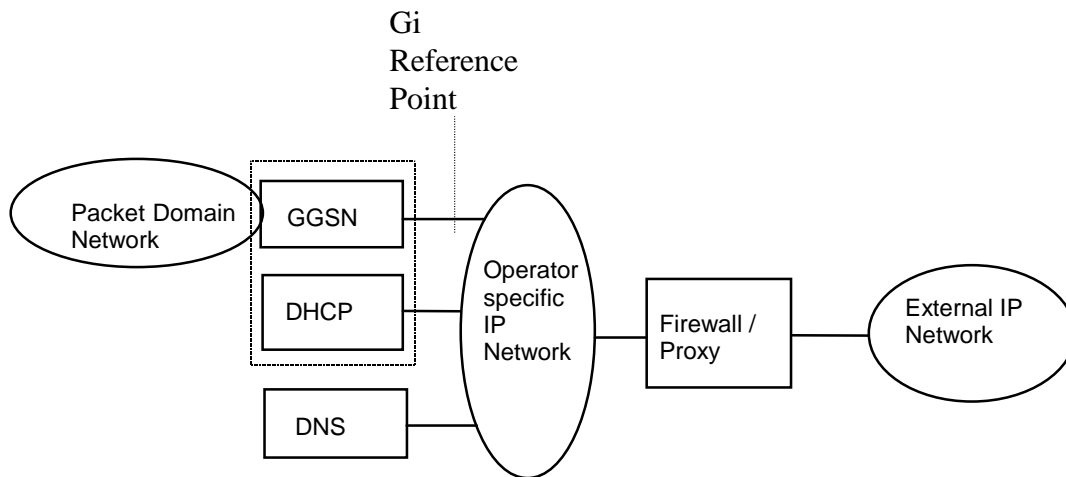 Gi
Reference
Point
Packet Domain
Network
GGSN
DHCP
DNS
Operator
specific
IP
Network
Firewall /
Proxy
External IP
Network